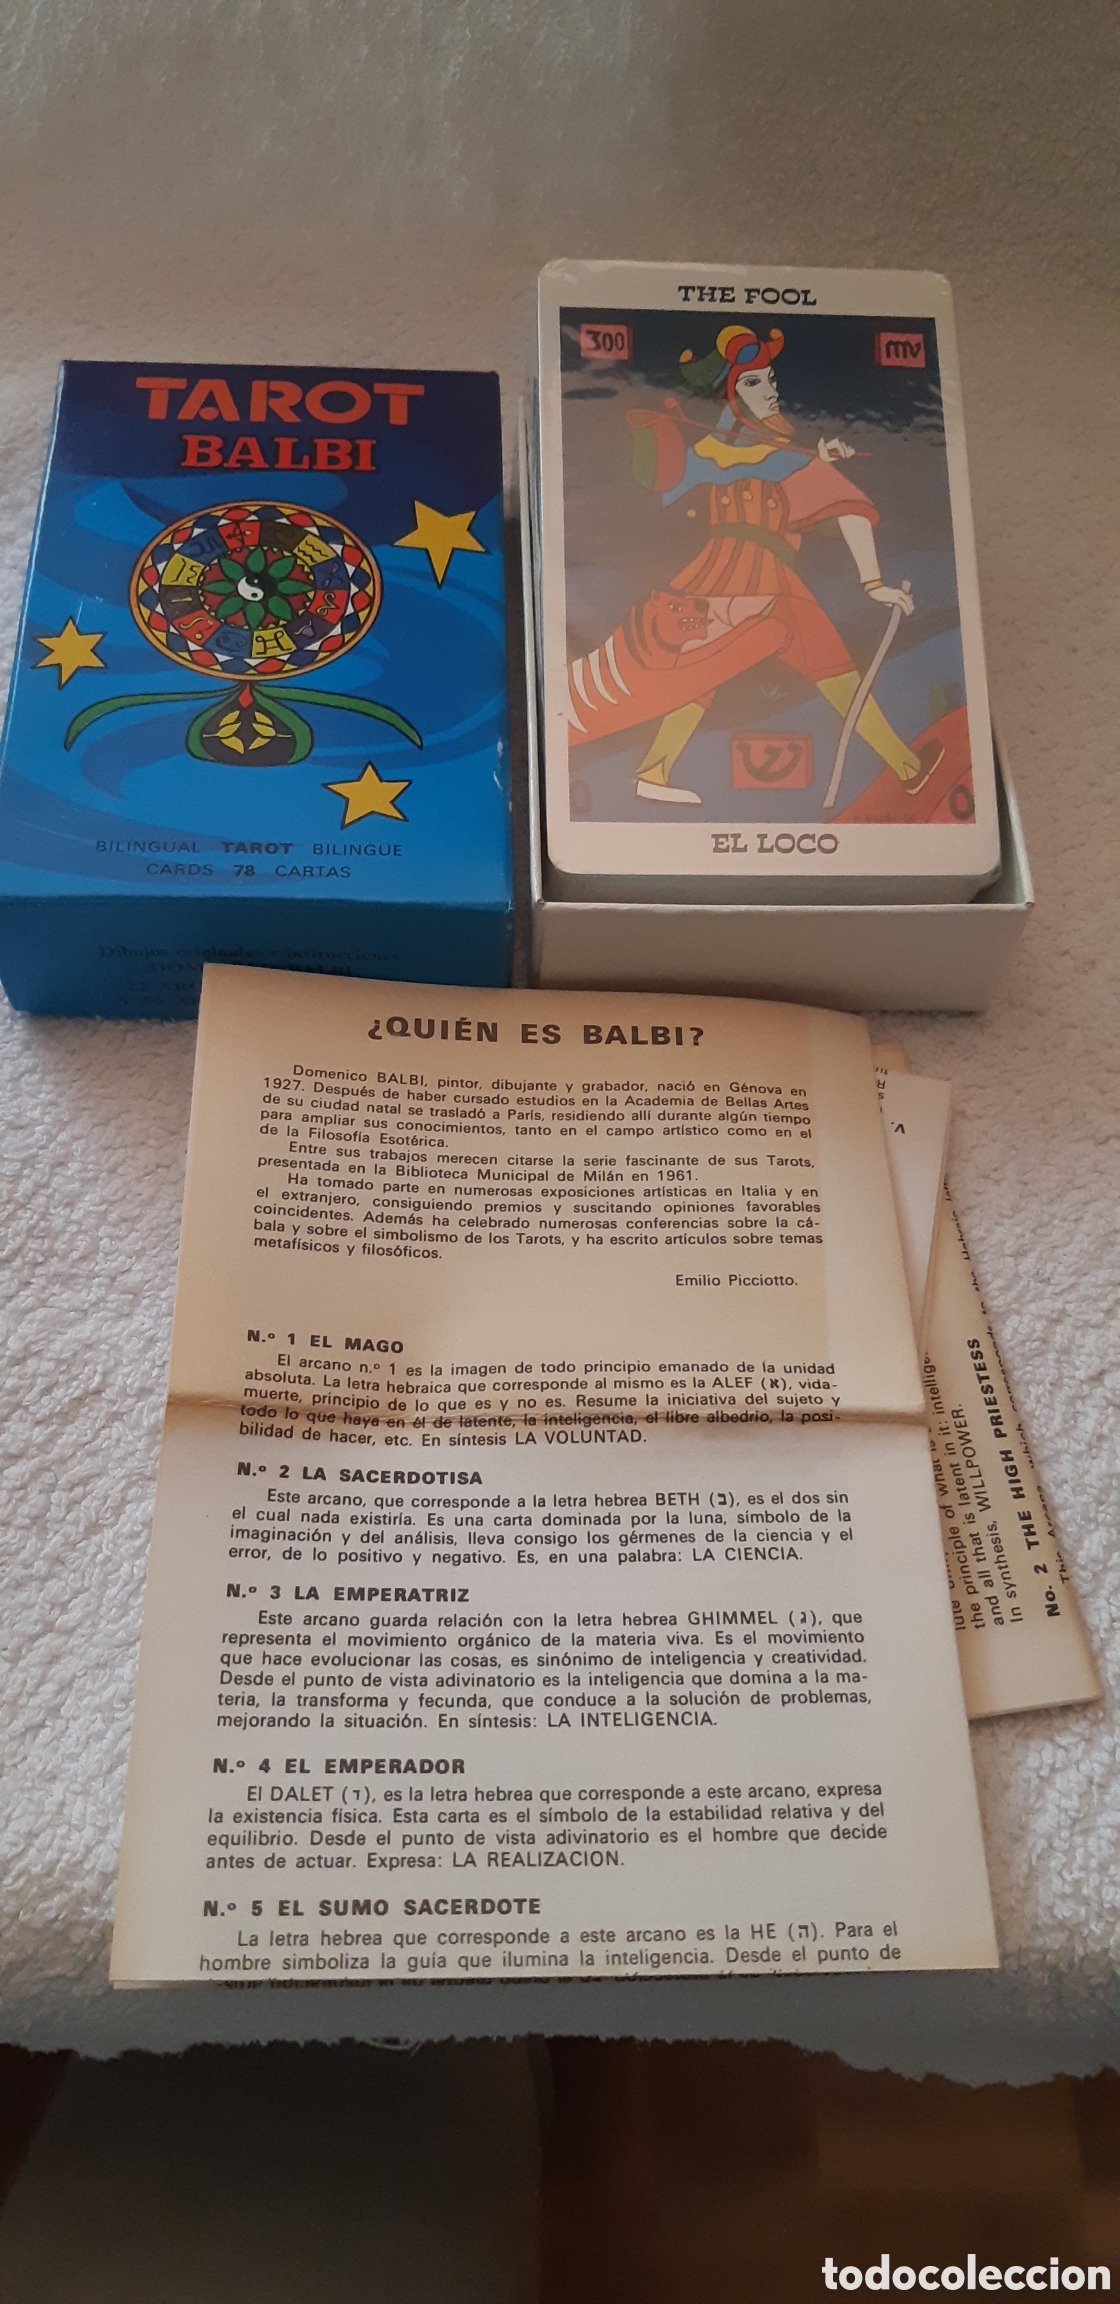 TAROT
BALBI
BILINGUAL TAROT BILINGÜE
CARDS 78 CARTAS
Dibujos originales e instrucciones
THE FOOL
300
EL LOCO
¿QUIÉN ES BALBI?
Domenico BALBI, pintor, dibujante y grabador, nació en Génova en
1927. Después de haber cursado estudios en la Academia de Bellas Artes
de su ciudad natal se trasladó a París, residiendo allí durante algún tiempo
para ampliar sus conocimientos, tanto en el campo artístico como en el
de la Filosofía Esotérica.
Entre sus trabajos merecen citarse la serie fascinante de sus Tarots,
presentada en la Biblioteca Municipal de Milán en 1961.
Ha tomado parte en numerosas exposiciones artísticas en Italia y en
el extranjero, consiguiendo premios y suscitando opiniones favorables
coincidentes. Además ha celebrado numerosas conferencias sobre la cá-
bala y sobre el simbolismo de los Tarots, y ha escrito artículos sobre temas
metafísicos y filosóficos.
Emilio Picciotto.
N.º 1 EL MAGO
El arcano n.º 1 es la imagen de todo principio emanado de la unidad
absoluta. La letra hebraica que corresponde al mismo es la ALEF (א), vida-
muerte, principio de lo que es y no es. Resume la iniciativa del sujeto y
todo lo que haya en él de latente, la inteligencia, el libre albedrío, la posi-
bilidad de hacer, etc. En síntesis LA VOLUNTAD.
N.º 2 LA SACERDOTISA
Este arcano, que corresponde a la letra hebrea BETH (ב), es el dos sin
el cual nada existiría. Es una carta dominada por la luna, símbolo de la
imaginación y del análisis, lleva consigo los gérmenes de la ciencia y el
error, de lo positivo y negativo. Es, en una palabra: LA CIENCIA.
N.º 3 LA EMPERATRIZ
Este arcano guarda relación con la letra hebrea GHIMMEL (ג), que
representa el movimiento orgánico de la materia viva. Es el movimiento
que hace evolucionar las cosas, es sinónimo de inteligencia y creatividad.
Desde el punto de vista adivinatorio es la inteligencia que domina a la ma-
teria, la transforma y fecunda, que conduce a la solución de problemas,
mejorando la situación. En síntesis: LA INTELIGENCIA.
N.º 4 EL EMPERADOR
El DALET (ד), es la letra hebrea que corresponde a este arcano, expresa
la existencia física. Esta carta es el símbolo de la estabilidad relativa y del
equilibrio. Desde el punto de vista adivinatorio es el hombre que decide
antes de actuar. Expresa: LA REALIZACION.
N.º 5 EL SUMO SACERDOTE
La letra hebrea que corresponde a este arcano es la HE (ה). Para el
hombre simboliza la guía que ilumina la inteligencia. Desde el punto de
the principle latent in it: intellige
and all that is WILLPOWER.
In synthesis,
No. 2 THE HIGH PRIESTESS
todocoleccion